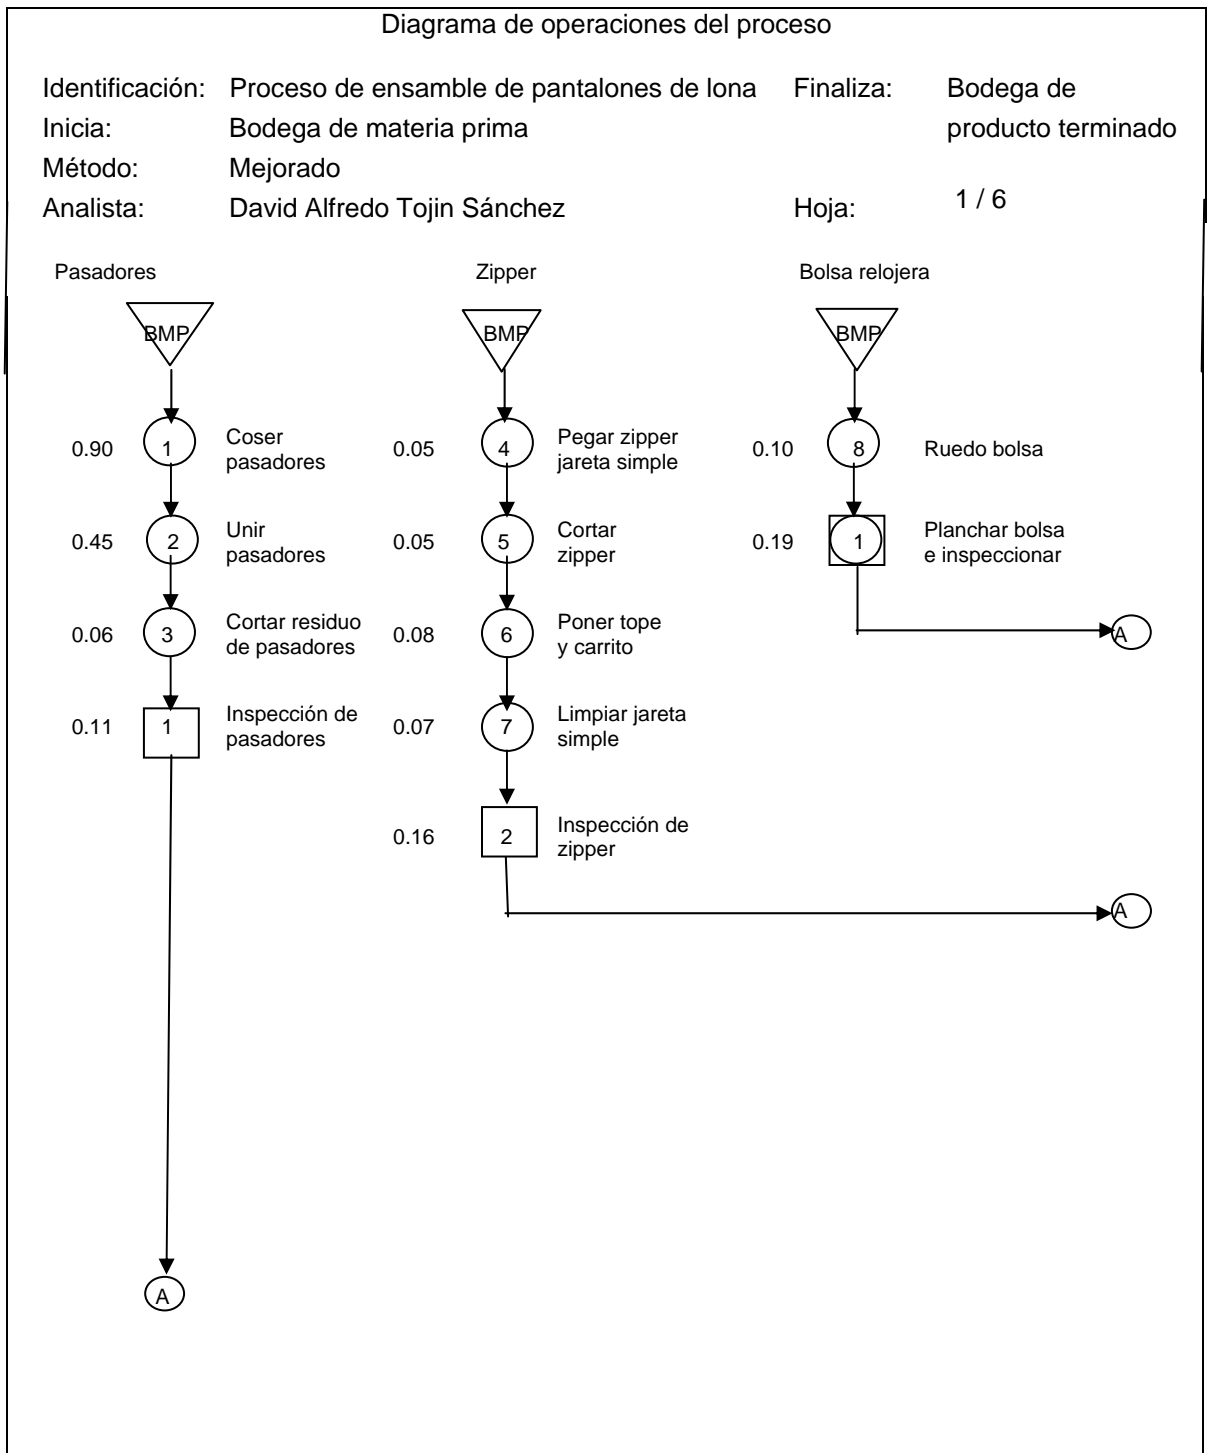 Diagrama de operaciones del proceso
Identificación: Proceso de ensamble de pantalones de lona Finaliza: Bodega de
Inicia: Bodega de materia prima producto terminado
Método: Mejorado
Analista: David Alfredo Tojin Sánchez Hoja: 1 / 6
Pasadores
BMP
0.90 1 Coser
pasadores
0.45 2 Unir
pasadores
0.06 3 Cortar residuo
de pasadores
0.11 1 Inspección de
pasadores
A
Zipper
BMP
0.05 4 Pegar zipper
jareta simple
0.05 5 Cortar
zipper
0.08 6 Poner tope
y carrito
0.07 7 Limpiar jareta
simple
0.16 2 Inspección de
zipper
A
Bolsa relojera
BMP
0.10 8 Ruedo bolsa
0.19 1 Planchar bolsa
e inspeccionar
A